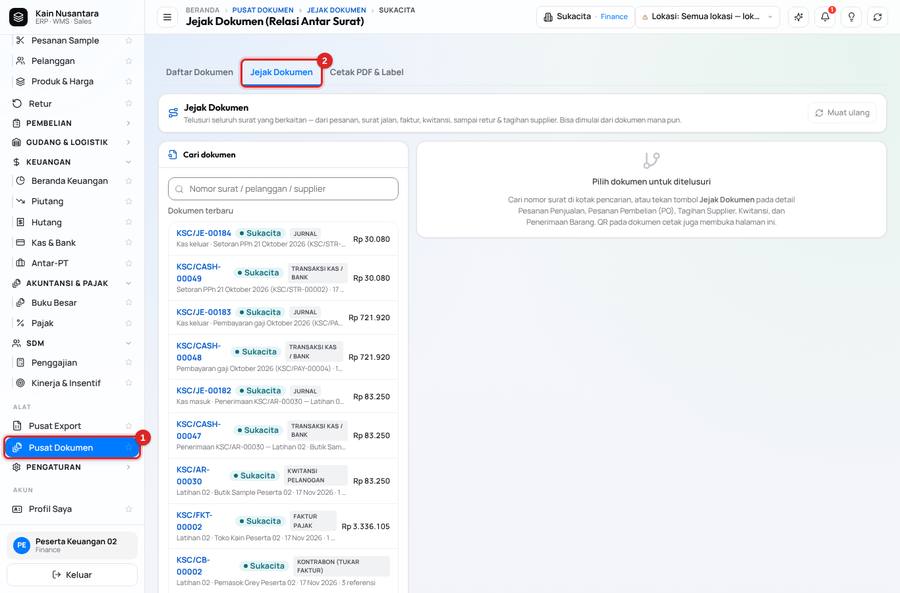 Kain Nusantara
ERP · WMS · Sales
Pesanan Sample
Pelanggan
Produk & Harga
Retur
PEMBELIAN
GUDANG & LOGISTIK
KEUANGAN
Beranda Keuangan
Piutang
Hutang
Kas & Bank
Antar-PT
AKUNTANSI & PAJAK
Buku Besar
Pajak
SDM
Penggajian
Kinerja & Insentif
ALAT
Pusat Export
Pusat Dokumen
1
PENGATURAN
AKUN
Profil Saya
PE
Peserta Keuangan 02
Finance
Keluar
BERANDA › PUSAT DOKUMEN › JEJAK DOKUMEN › SUKACITA
Jejak Dokumen (Relasi Antar Surat)
Sukacita · Finance
Lokasi: Semua lokasi — lok...
1
Daftar Dokumen
Jejak Dokumen
2
Cetak PDF & Label
Jejak Dokumen
Telusuri seluruh surat yang berkaitan — dari pesanan, surat jalan, faktur, kwitansi, sampai retur & tagihan supplier. Bisa dimulai dari dokumen mana pun.
Muat ulang
Cari dokumen
Nomor surat / pelanggan / supplier
Dokumen terbaru
KSC/JE-00184 Sukacita JURNAL
Kas keluar · Setoran PPh 21 Oktober 2026 (KSC/STR-...
Rp 30.080
KSC/CASH-
00049
Sukacita
TRANSAKSI KAS /
BANK
Rp 30.080
Setoran PPh 21 Oktober 2026 (KSC/STR-00002) · 17 ...
KSC/JE-00183 Sukacita JURNAL
Kas keluar · Pembayaran gaji Oktober 2026 (KSC/PA...
Rp 721.920
KSC/CASH-
00048
Sukacita
TRANSAKSI KAS
/ BANK
Rp 721.920
Pembayaran gaji Oktober 2026 (KSC/PAY-00004) · 1...
KSC/JE-00182 Sukacita JURNAL
Kas masuk · Penerimaan KSC/AR-00030 — Latihan 0...
Rp 83.250
KSC/CASH-
00047
Sukacita
TRANSAKSI KAS /
BANK
Rp 83.250
Penerimaan KSC/AR-00030 — Latihan 02 · Butik Sam...
KSC/AR-
00030
Sukacita
KWITANSI
PELANGGAN
Rp 83.250
Latihan 02 · Butik Sample Peserta 02 · 17 Nov 2026 · 1 ...
KSC/FKT-
00002
Sukacita
FAKTUR
PAJAK
Rp 3.336.105
Latihan 02 · Toko Kain Peserta 02 · 17 Nov 2026 · 1 ...
KSC/CB-
00002
Sukacita
KONTRABON (TUKAR
FAKTUR)
Latihan 02 · Pemasok Grey Peserta 02 · 17 Nov 2026 · 3 referensi
Pilih dokumen untuk ditelusuri
Cari nomor surat di kotak pencarian, atau tekan tombol Jejak Dokumen pada detail
Pesanan Penjualan, Pesanan Pembelian (PO), Tagihan Supplier, Kwitansi, dan
Penerimaan Barang. QR pada dokumen cetak juga membuka halaman ini.